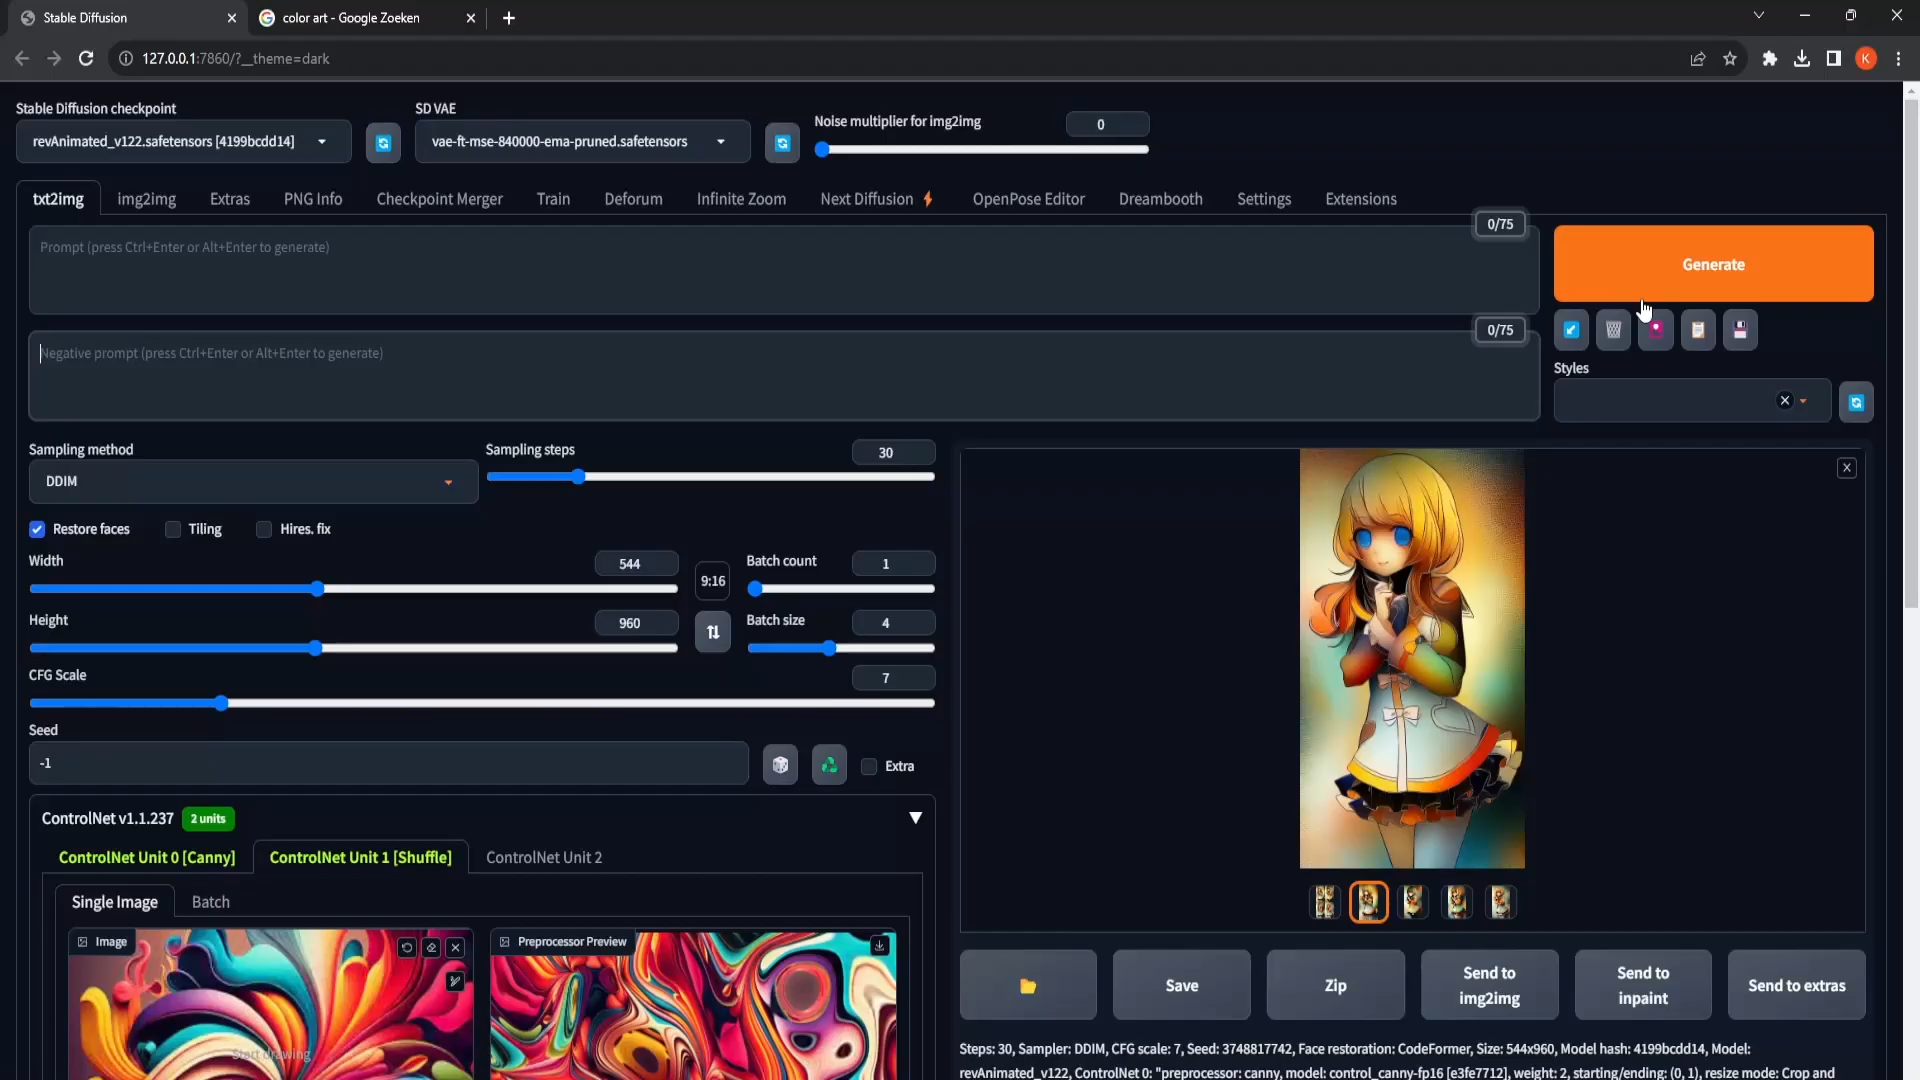 Stable Diffusion
color art - Google Zoeken
127.0.0.1:7860/?__theme=dark
K
Stable Diffusion checkpoint
SD VAE
Noise multiplier for img2img
0
revAnimated_v122.safetensors [4199bcdd14]
vae-ft-mse-840000-ema-pruned.safetensors
txt2img
img2img
Extras
PNG Info
Checkpoint Merger
Train
Deforum
Infinite Zoom
Next Diffusion
OpenPose Editor
Dreambooth
Settings
Extensions
0/75
Prompt (press Ctrl+Enter or Alt+Enter to generate)
Generate
0/75
Negative prompt (press Ctrl+Enter or Alt+Enter to generate)
Styles
Sampling method
Sampling steps
30
DDIM
Restore faces
Tiling
Hires. fix
Width
544
9:16
Batch count
1
Height
960
Batch size
4
CFG Scale
7
Seed
-1
Extra
ControlNet v1.1.237
2 units
ControlNet Unit 0 [Canny]
ControlNet Unit 1 [Shuffle]
ControlNet Unit 2
Single Image
Batch
Image
Preprocessor Preview
Start drawing
Save
Zip
Send to
img2img
Send to
inpaint
Send to extras
Steps: 30, Sampler: DDIM, CFG scale: 7, Seed: 3748817742, Face restoration: CodeFormer, Size: 544x960, Model hash: 4199bcdd14, Model:
revAnimated_v122, ControlNet 0: "preprocessor: canny, model: control_canny-fp16 [e3fe7712], weight: 2, starting/ending: (0, 1), resize mode: Crop and